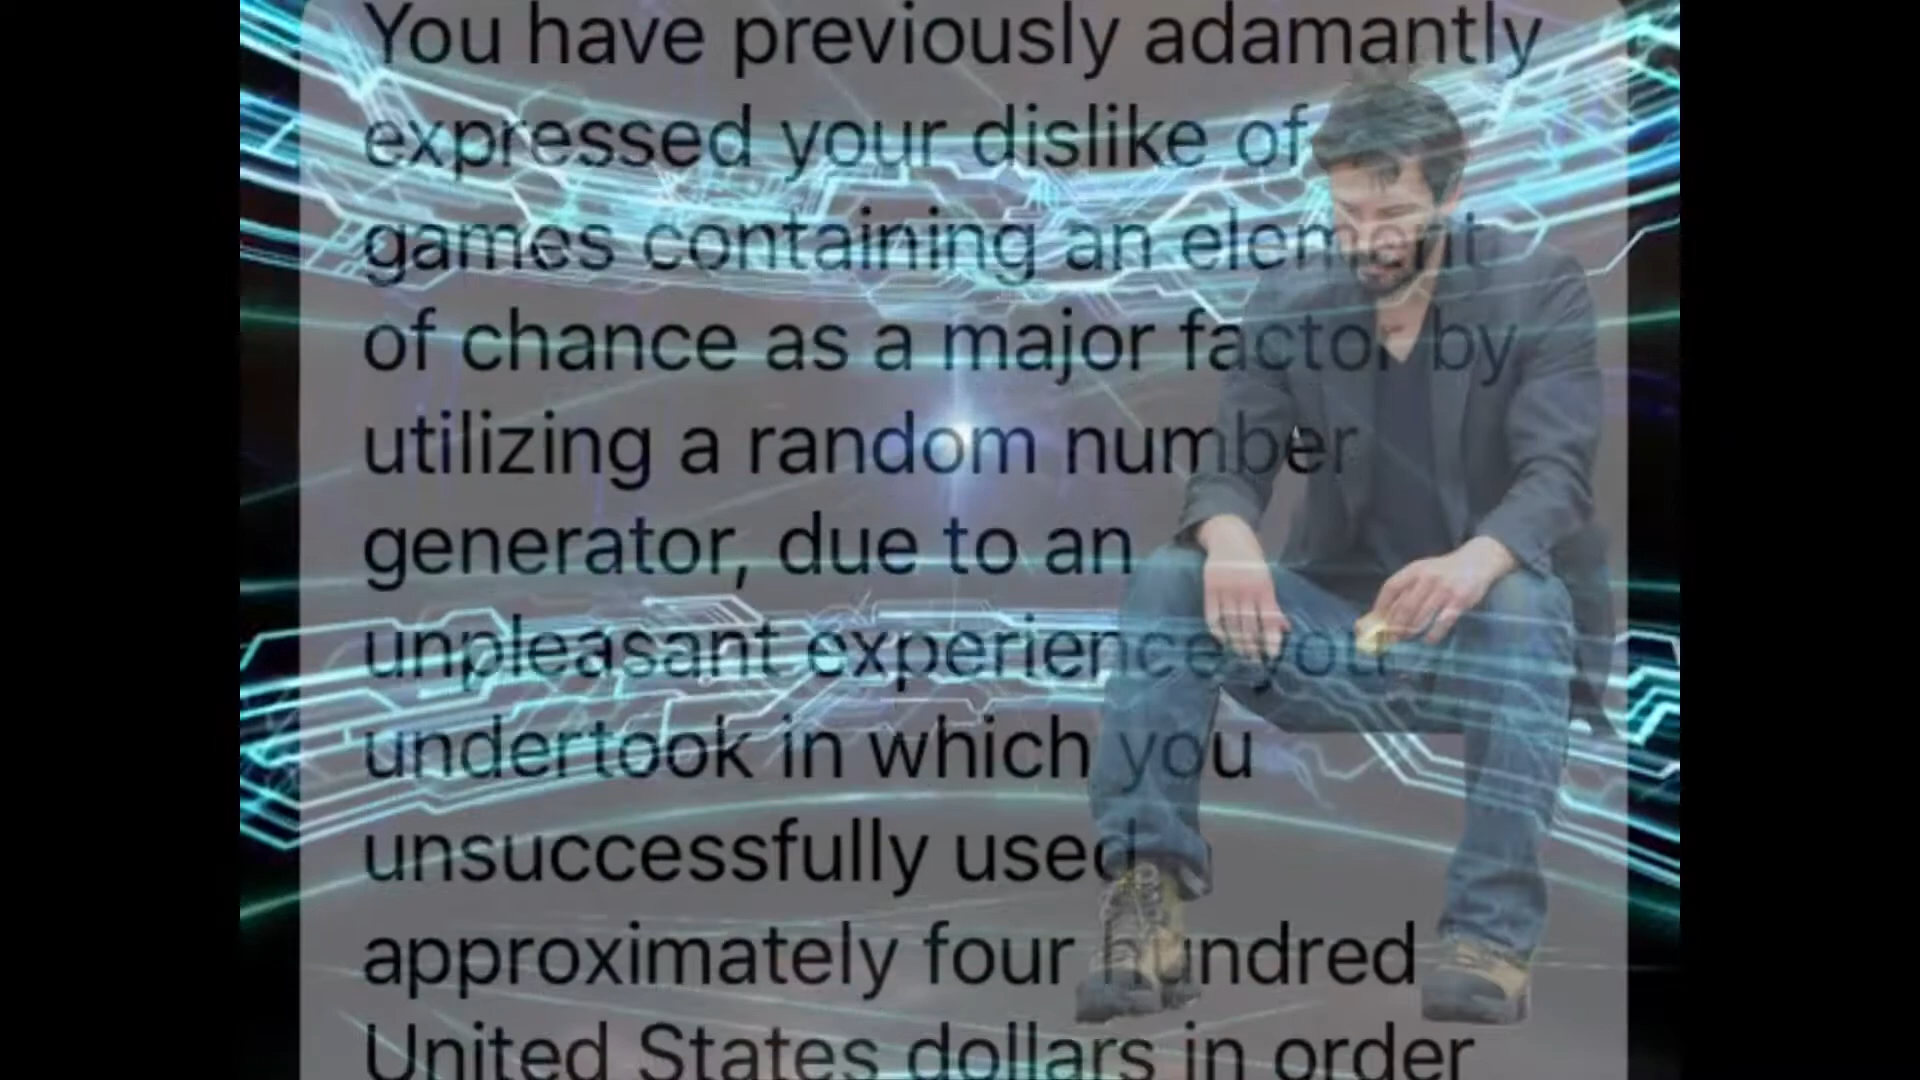 You have previously adamantly
expressed your dislike of
games containing an element
of chance as a major factor by
utilizing a random number
generator, due to an
unpleasant experience you
undertook in which you
unsuccessfully used
approximately four hundred
United States dollars in order